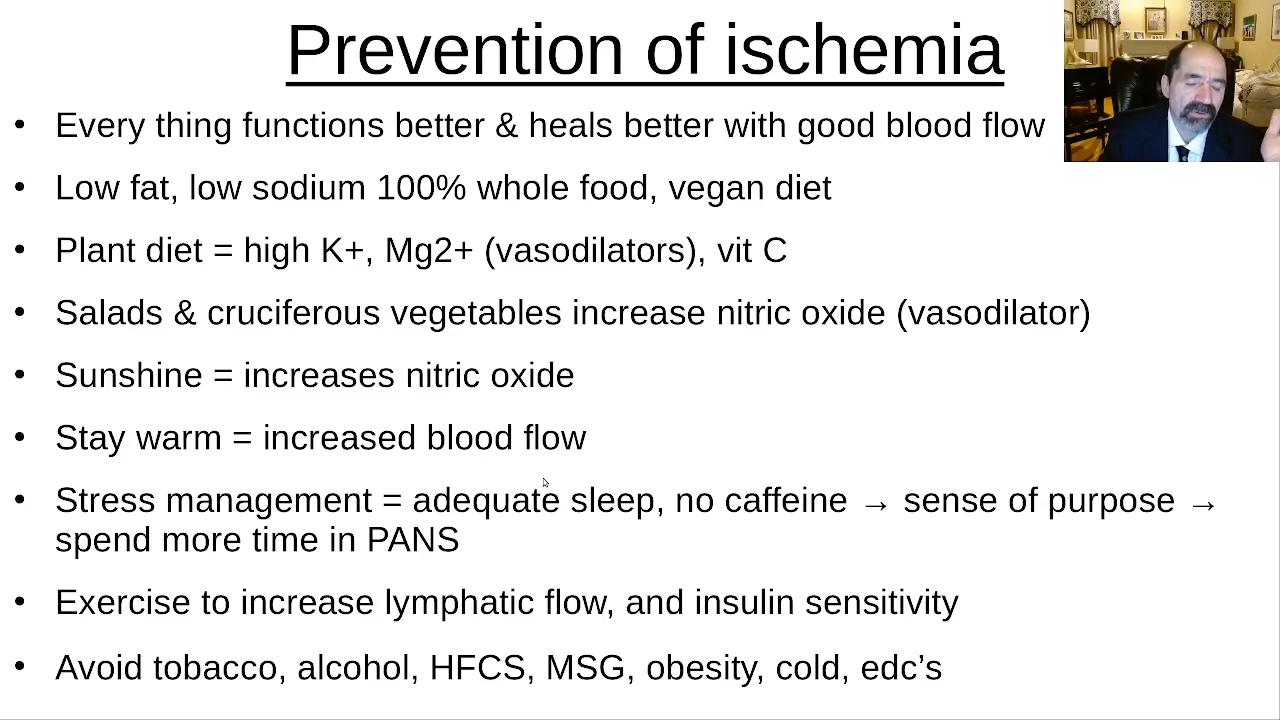 Prevention of ischemia
• Every thing functions better & heals better with good blood flow
• Low fat, low sodium 100% whole food, vegan diet
• Plant diet = high K+, Mg2+ (vasodilators), vit C
• Salads & cruciferous vegetables increase nitric oxide (vasodilator)
• Sunshine = increases nitric oxide
• Stay warm = increased blood flow
• Stress management = adequate sleep, no caffeine → sense of purpose →
spend more time in PANS
• Exercise to increase lymphatic flow, and insulin sensitivity
• Avoid tobacco, alcohol, HFCS, MSG, obesity, cold, edc’s